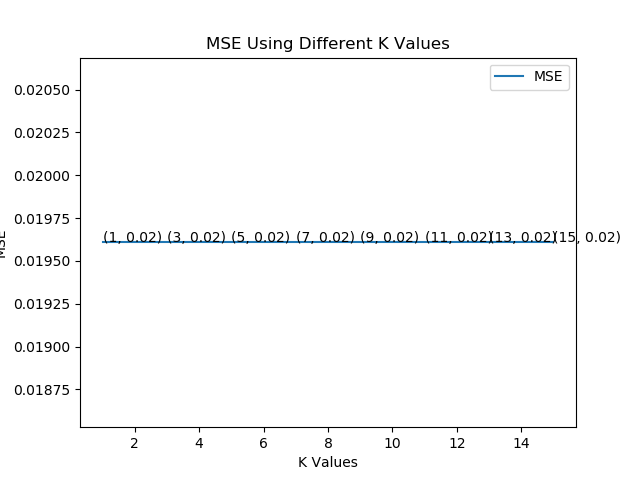 MSE Using Different K Values
MSE
0.02050
0.02025
0.02000
0.01975
0.01950
0.01925
0.01900
0.01875
MSE
(1, 0.02) (3, 0.02) (5, 0.02) (7, 0.02) (9, 0.02) (11, 0.02) (13, 0.02) (15, 0.02)
2 4 6 8 10 12 14
K Values